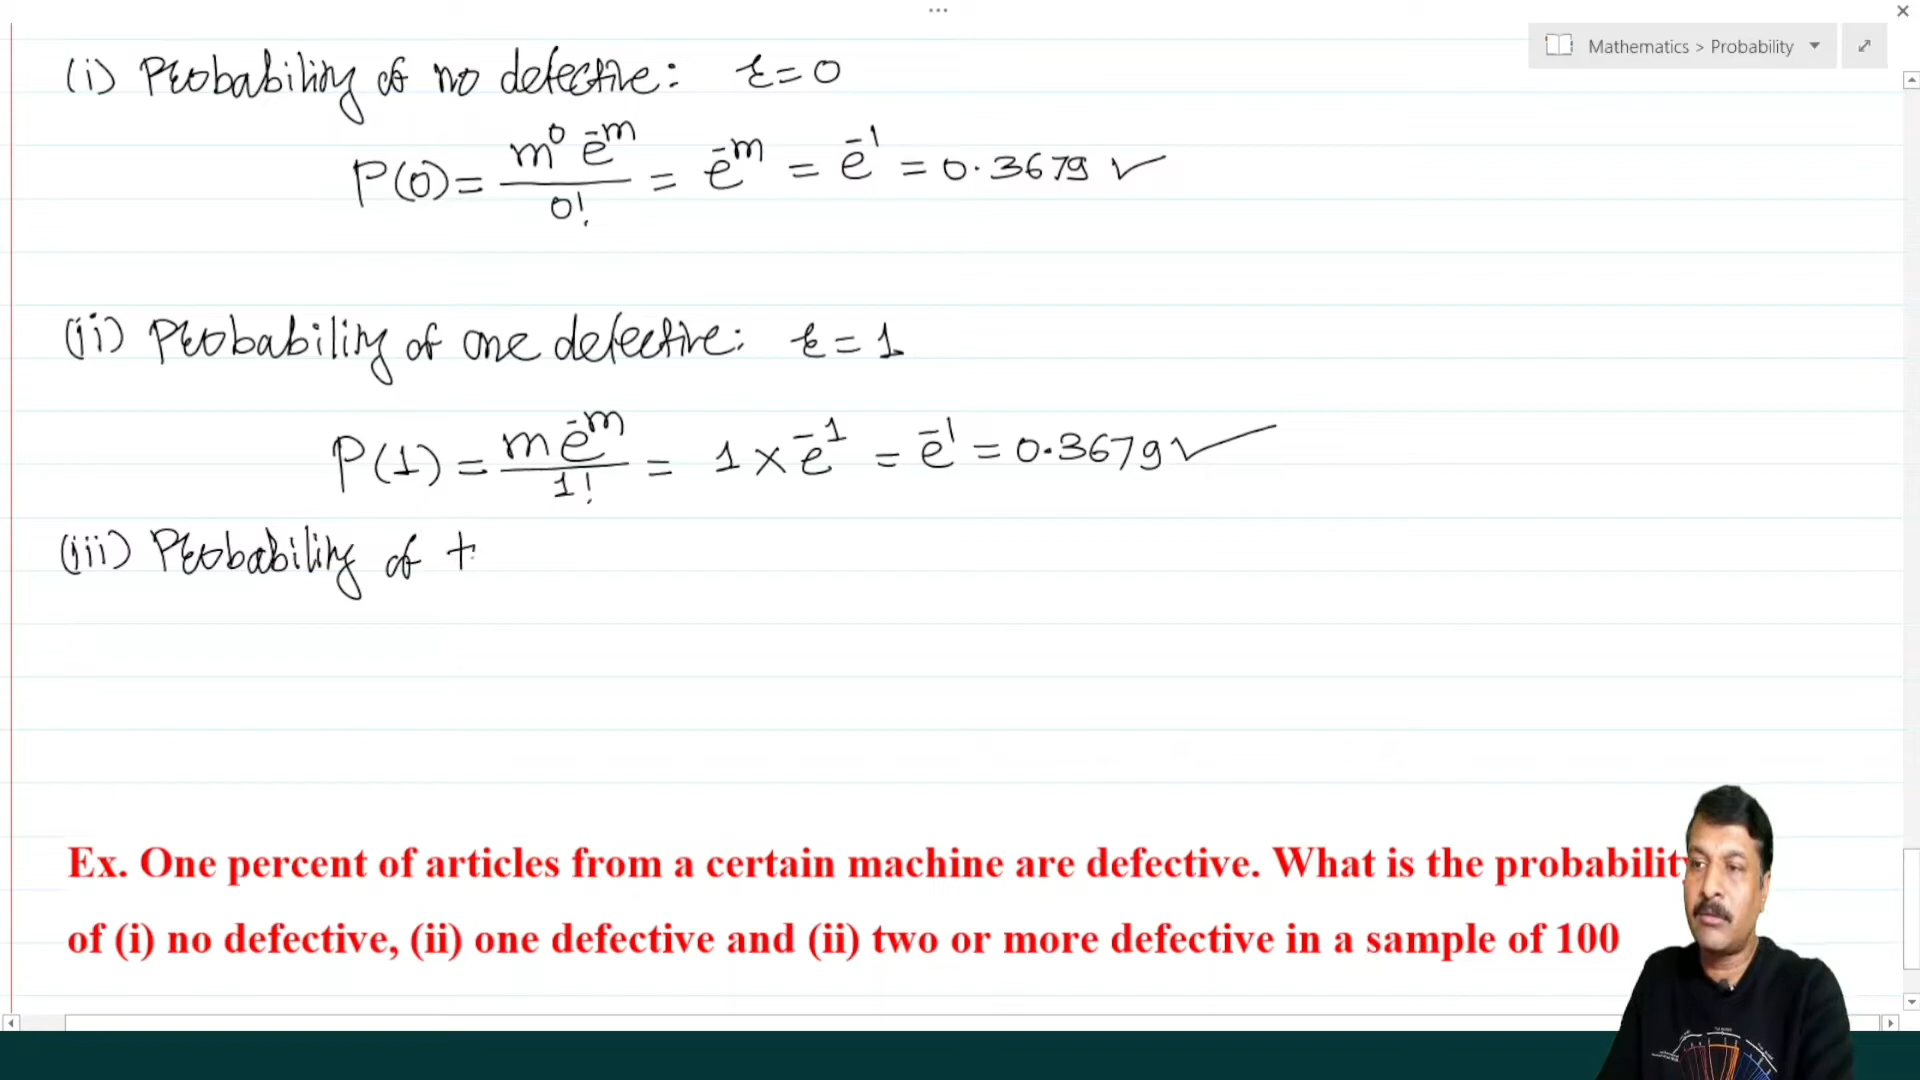 Mathematics > Probability
(i) Probability of no defective: r=0
P(0) = m⁰ e⁻ᵐ / 0! = e⁻ᵐ = e⁻¹ = 0.3679 ✓
(ii) Probability of one defective: r=1
P(1) = m e⁻ᵐ / 1! = 1 × e⁻¹ = e⁻¹ = 0.3679 ✓
(iii) Probability of t
Ex. One percent of articles from a certain machine are defective. What is the probabilit
of (i) no defective, (ii) one defective and (ii) two or more defective in a sample of 100